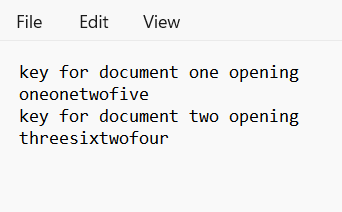 File Edit View
key for document one opening
oneonetwofive
key for document two opening
threesixtwofour